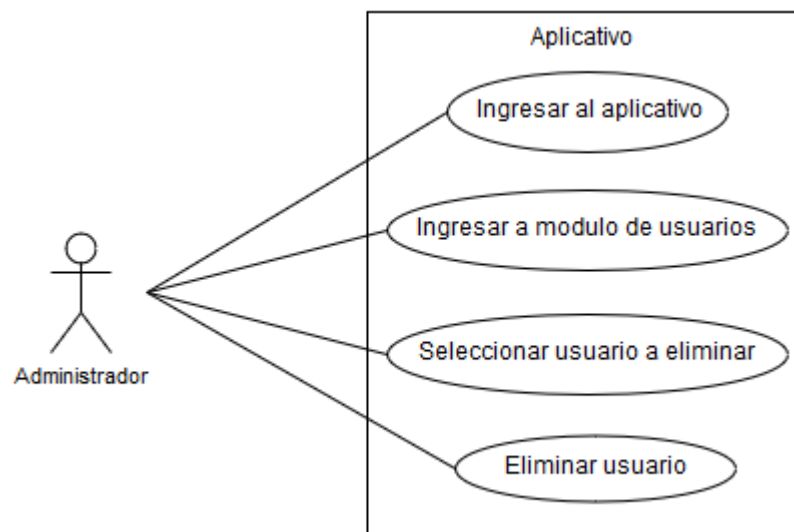 Aplicativo
Ingresar al aplicativo
Ingresar a modulo de usuarios
Seleccionar usuario a eliminar
Administrador
Eliminar usuario